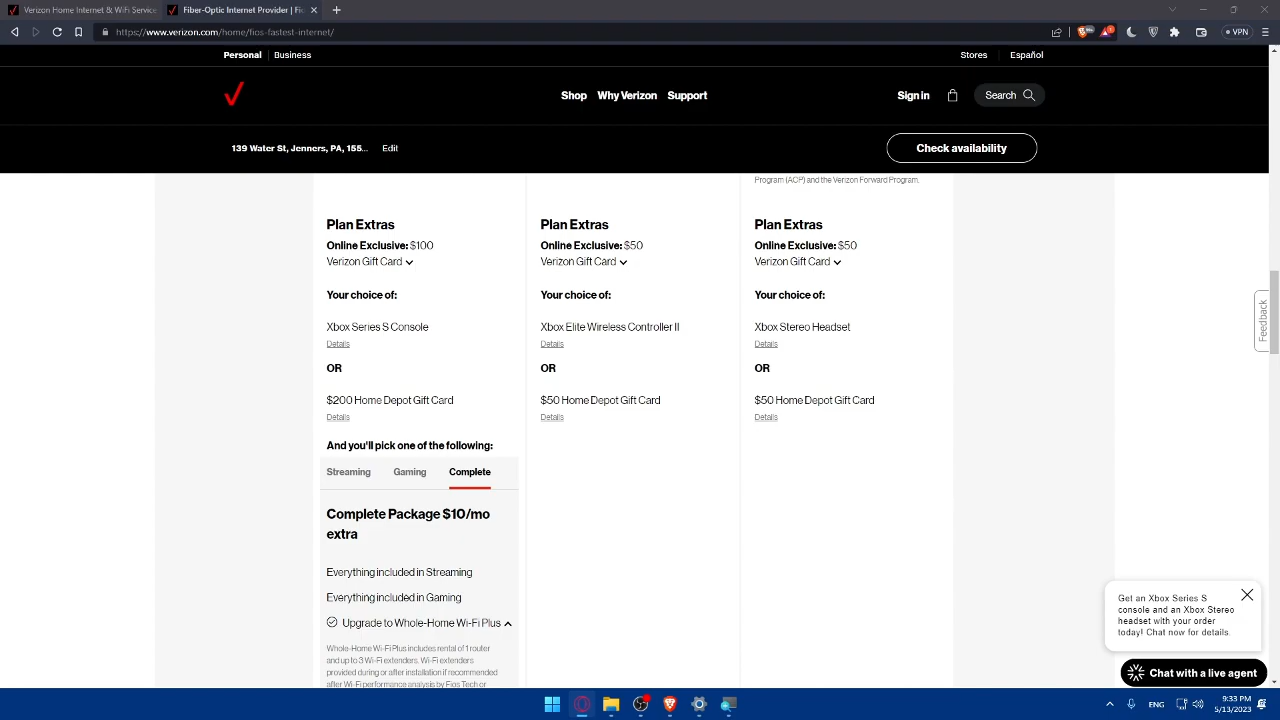 Verizon Home Internet & WiFi Service
Fiber-Optic Internet Provider | Fio
https://www.verizon.com/home/fios-fastest-internet/
VPN
Personal
Business
Stores
Español
Shop
Why Verizon
Support
Sign in
Search
139 Water St, Jenners, PA, 155...
Edit
Check availability
Program (ACP) and the Verizon Forward Program.
Plan Extras
Online Exclusive: $100
Verizon Gift Card
Your choice of:
Xbox Series S Console
Details
OR
$200 Home Depot Gift Card
Details
And you'll pick one of the following:
Streaming
Gaming
Complete
Complete Package $10/mo
extra
Everything included in Streaming
Everything included in Gaming
Upgrade to Whole-Home Wi-Fi Plus
Whole-Home Wi-Fi Plus includes rental of 1 router
and up to 3 Wi-Fi extenders. Wi-Fi extenders
provided during or after installation if recommended
after Wi-Fi performance analysis by Fios Tech or
Plan Extras
Online Exclusive: $50
Verizon Gift Card
Your choice of:
Xbox Elite Wireless Controller II
Details
OR
$50 Home Depot Gift Card
Details
Plan Extras
Online Exclusive: $50
Verizon Gift Card
Your choice of:
Xbox Stereo Headset
Details
OR
$50 Home Depot Gift Card
Details
Feedback
Get an Xbox Series S
console and an Xbox Stereo
headset with your order
today! Chat now for details.
Chat with a live agent
ENG
9:33 PM
5/13/2023